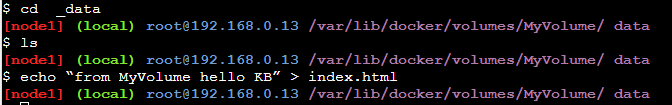 $ cd  _data
[node1] (local) root@192.168.0.13 /var/lib/docker/volumes/MyVolume/_data
$ ls
[node1] (local) root@192.168.0.13 /var/lib/docker/volumes/MyVolume/_data
$ echo “from MyVolume hello KB” > index.html
[node1] (local) root@192.168.0.13 /var/lib/docker/volumes/MyVolume/_data